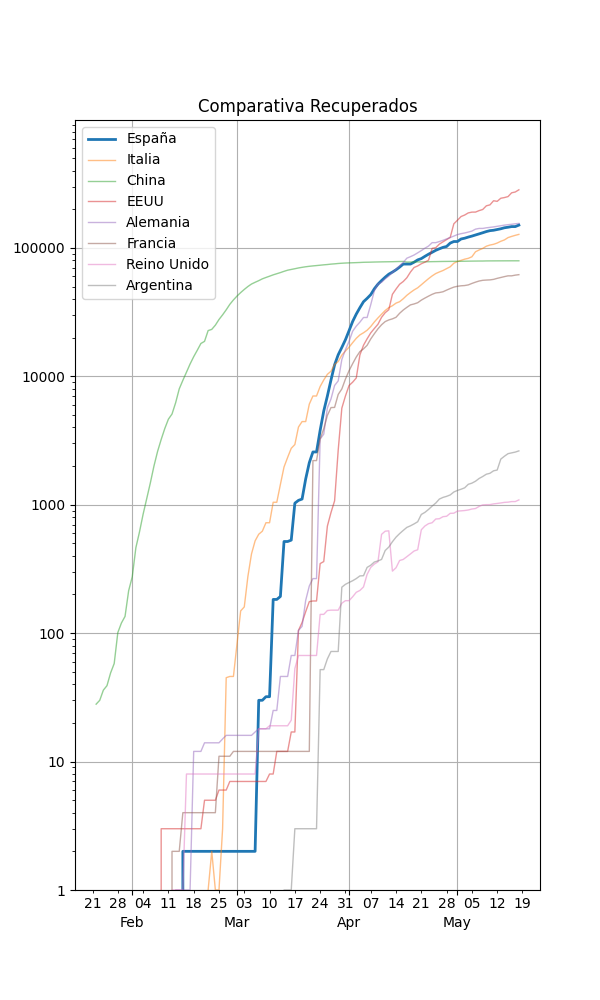 Comparativa Recuperados
España
Italia
China
EEUU
Alemania
Francia
Reino Unido
Argentina
100000
10000
1000
100
10
1
21 28 04 11 18 25 03 10 17 24 31 07 14 21 28 05 12 19
Feb Mar Apr May